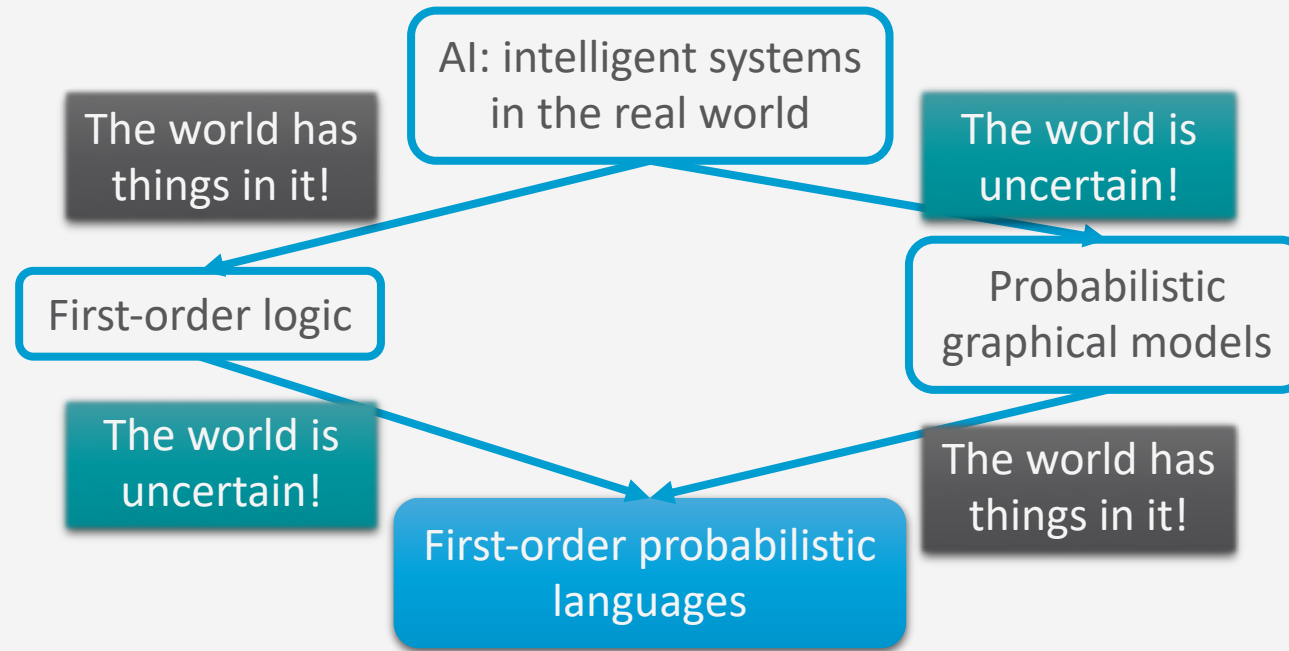 AI: intelligent systems
in the real world
The world has
things in it!
The world is
uncertain!
First-order logic
Probabilistic
graphical models
The world is
uncertain!
The world has
things in it!
First-order probabilistic
languages